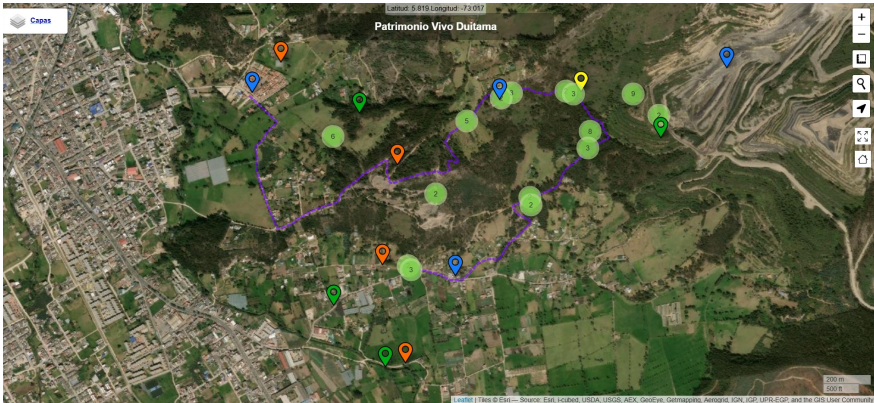 Latitud: 5.819 Longitud: -73.017
Capas
Patrimonio Vivo Duitama
+
−
3
3
9
2
5
8
6
3
2
2
3
200 m
500 ft
Leaflet | Tiles © Esri — Source: Esri, i-cubed, USDA, USGS, AEX, GeoEye, Getmapping, Aerogrid, IGN, IGP, UPR-EGP, and the GIS User Community